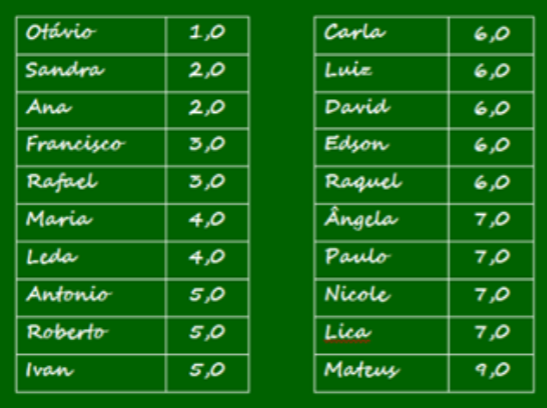 Otávio 1,0
Sandra 2,0
Ana 2,0
Francisco 3,0
Rafael 3,0
Maria 4,0
Leda 4,0
Antonio 5,0
Roberto 5,0
Ivan 5,0
Carla 6,0
Luiz 6,0
David 6,0
Edson 6,0
Raquel 6,0
Ângela 7,0
Paulo 7,0
Nicole 7,0
Lica 7,0
Mateus 9,0